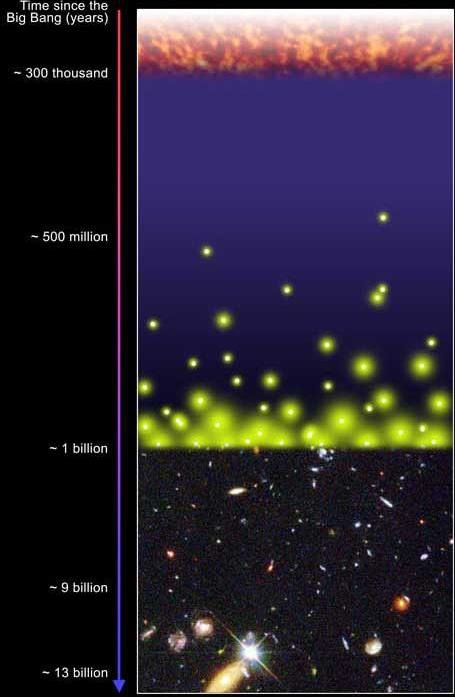 Time since the
Big Bang (years)
~ 300 thousand
~ 500 million
~ 1 billion
~ 9 billion
~ 13 billion